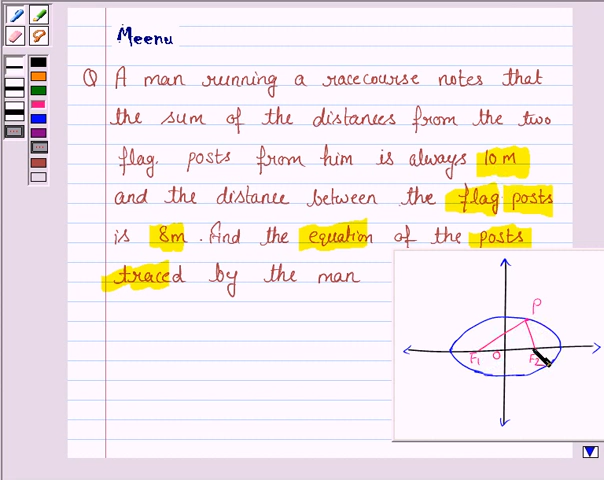 Meenu
Q A man running a racecourse notes that
the sum of the distances from the two
flag posts from him is always 10 m
and the distance between the flag posts
is 8m. Find the equation of the posts
traced by the man
P
F1 O F2